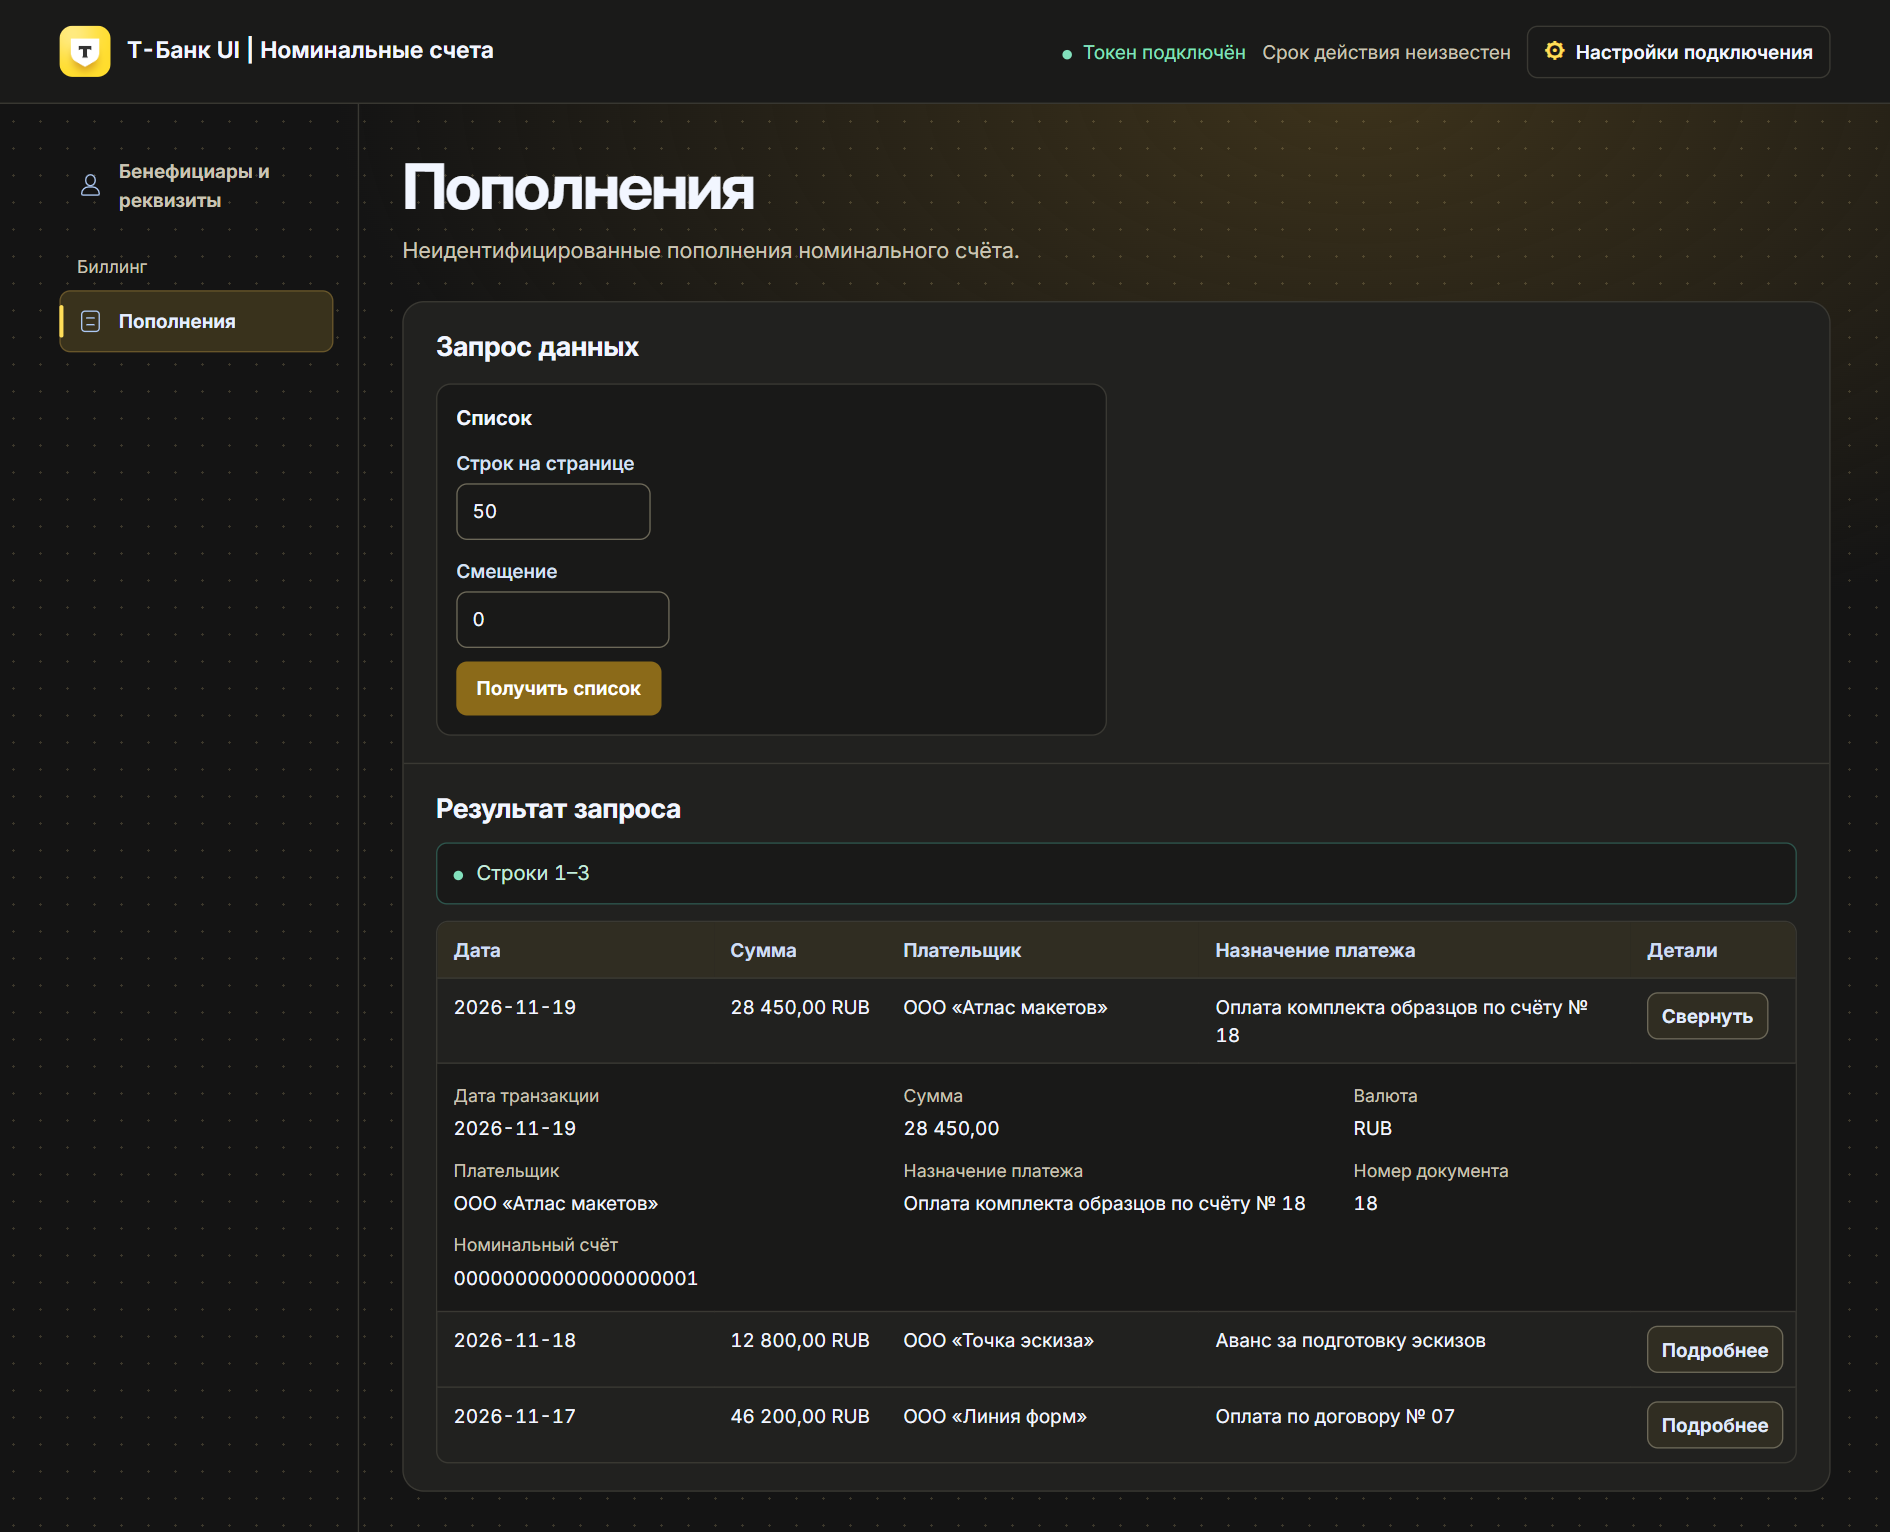 Т-Банк UI | Номинальные счета
Токен подключён
Срок действия неизвестен
Настройки подключения
Бенефициары и
реквизиты
Биллинг
Пополнения
Пополнения
Неидентифицированные пополнения номинального счёта.
Запрос данных
Список
Строк на странице
50
Смещение
0
Получить список
Результат запроса
Строки 1–3
Дата Сумма Плательщик Назначение платежа Детали
2026-11-19 28 450,00 RUB ООО «Атлас макетов» Оплата комплекта образцов по счёту № Свернуть
18
Дата транзакции Сумма Валюта
2026-11-19 28 450,00 RUB
Плательщик Назначение платежа Номер документа
ООО «Атлас макетов» Оплата комплекта образцов по счёту № 18 18
Номинальный счёт
00000000000000000001
2026-11-18 12 800,00 RUB ООО «Точка эскиза» Аванс за подготовку эскизов Подробнее
2026-11-17 46 200,00 RUB ООО «Линия форм» Оплата по договору № 07 Подробнее